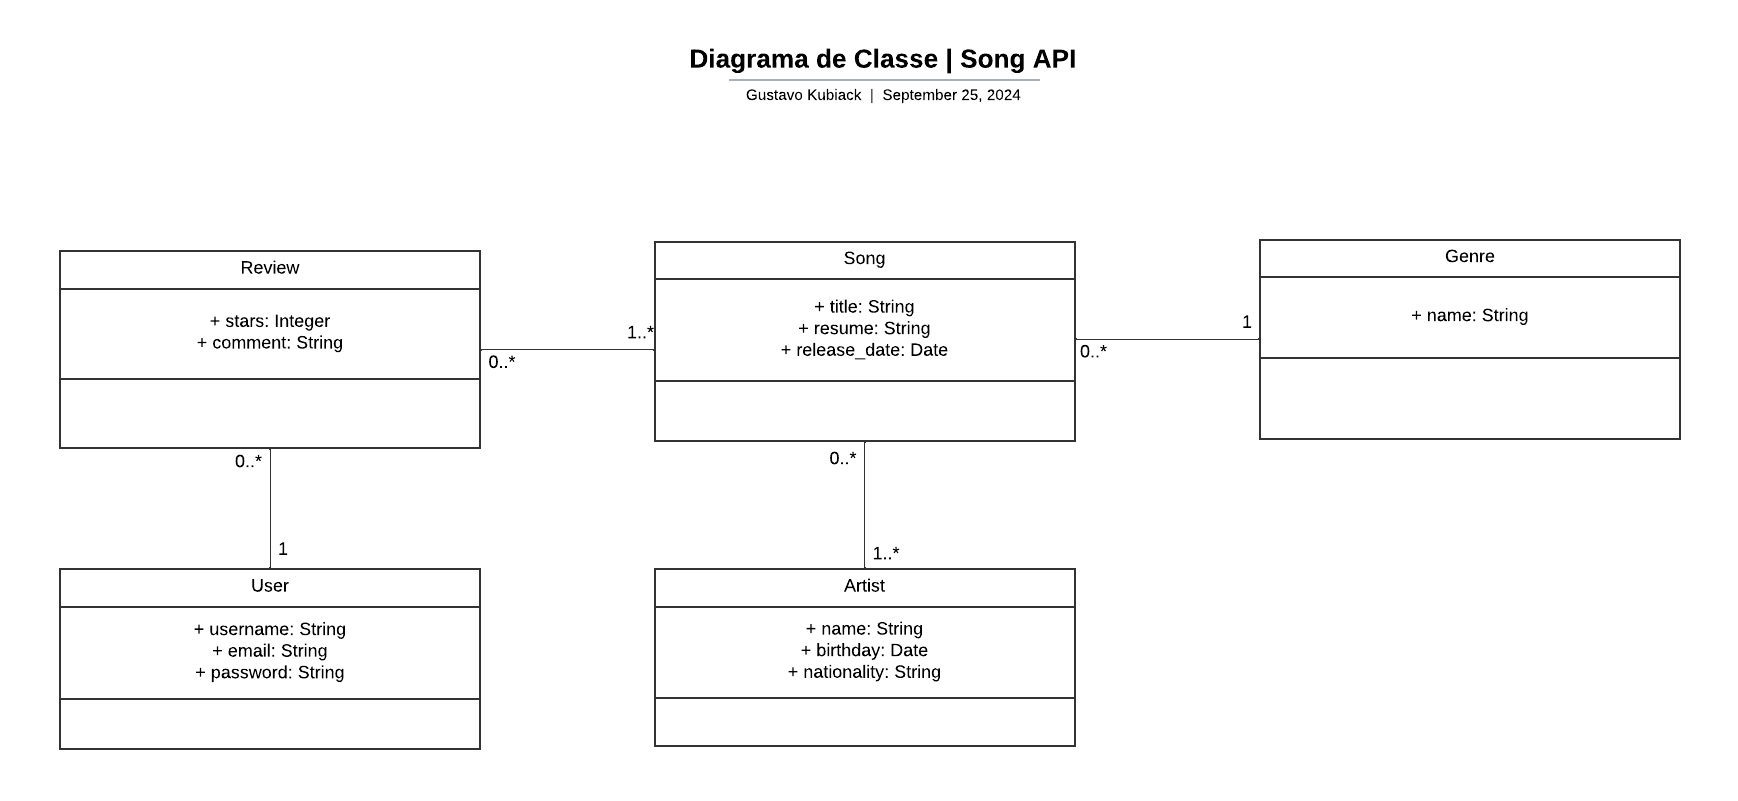 Diagrama de Classe | Song API
Gustavo Kubiack | September 25, 2024
Review
+ stars: Integer
+ comment: String
0..*
1..*
Song
+ title: String
+ resume: String
+ release_date: Date
0..*
1
Genre
+ name: String
0..*
1
User
+ username: String
+ email: String
+ password: String
0..*
1..*
Artist
+ name: String
+ birthday: Date
+ nationality: String